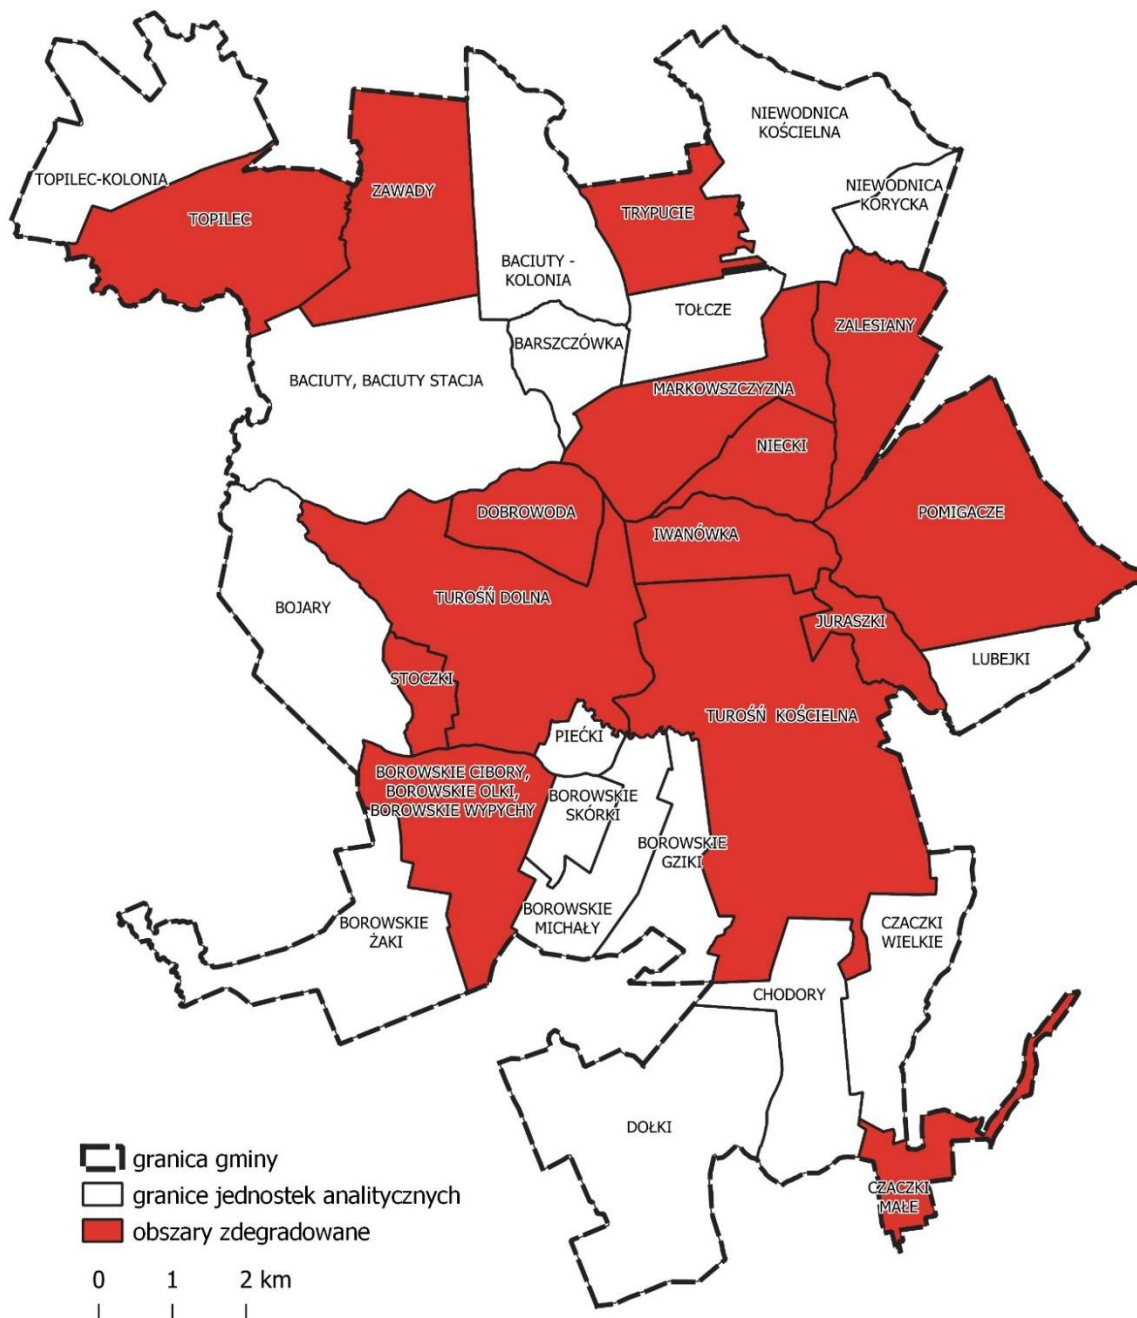 NIEWODNICA
KOŚCIELNA
TOPILEC-KOLONIA
ZAWADY
NIEWODNICA
KORYCKA
TOPILEC
TRYPUCIE
BACIUTY -
KOLONIA
TOŁCZE
ZALESIANY
BARSZCZÓWKA
BACIUTY, BACIUTY STACJA
MARKOWSZCZYZNA
NIECKI
DOBROWODA
POMIGACZE
IWANÓWKA
TUROŚŃ DOLNA
BOJARY
JURASZKI
LUBEJKI
STOCZKI
TUROŚŃ KOŚCIELNA
PIEĆKI
BOROWSKIE CIBORY,
BOROWSKIE OLKI,
BOROWSKIE WYPYCHY
BOROWSKIE
SKÓRKI
BOROWSKIE
GZIKI
BOROWSKIE
MICHAŁY
BOROWSKIE
ŻAKI
CZACZKI
WIELKIE
CHODORY
DOŁKI
CZACZKI
MAŁE
granica gminy
granice jednostek analitycznych
obszary zdegradowane
0 1 2 km